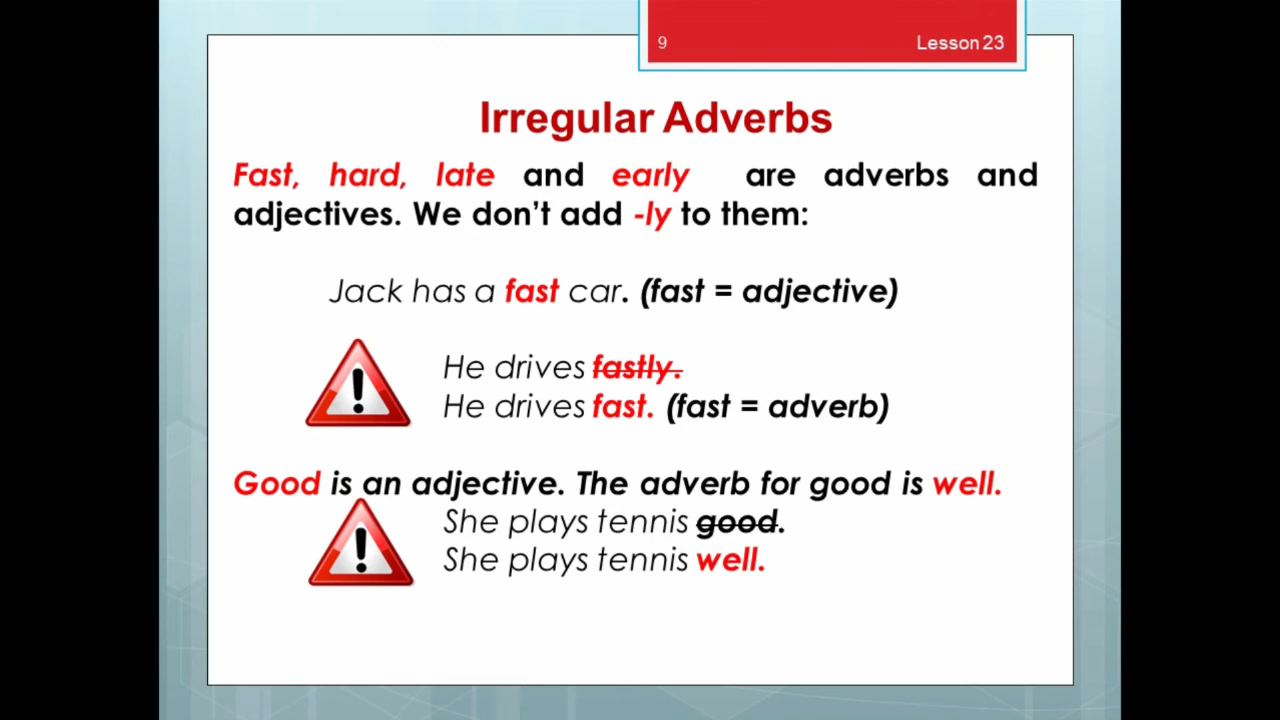 9 Lesson 23
Irregular Adverbs
Fast, hard, late and early are adverbs and
adjectives. We don't add -ly to them:
Jack has a fast car. (fast = adjective)
He drives fastly.
He drives fast. (fast = adverb)
Good is an adjective. The adverb for good is well.
She plays tennis good.
She plays tennis well.